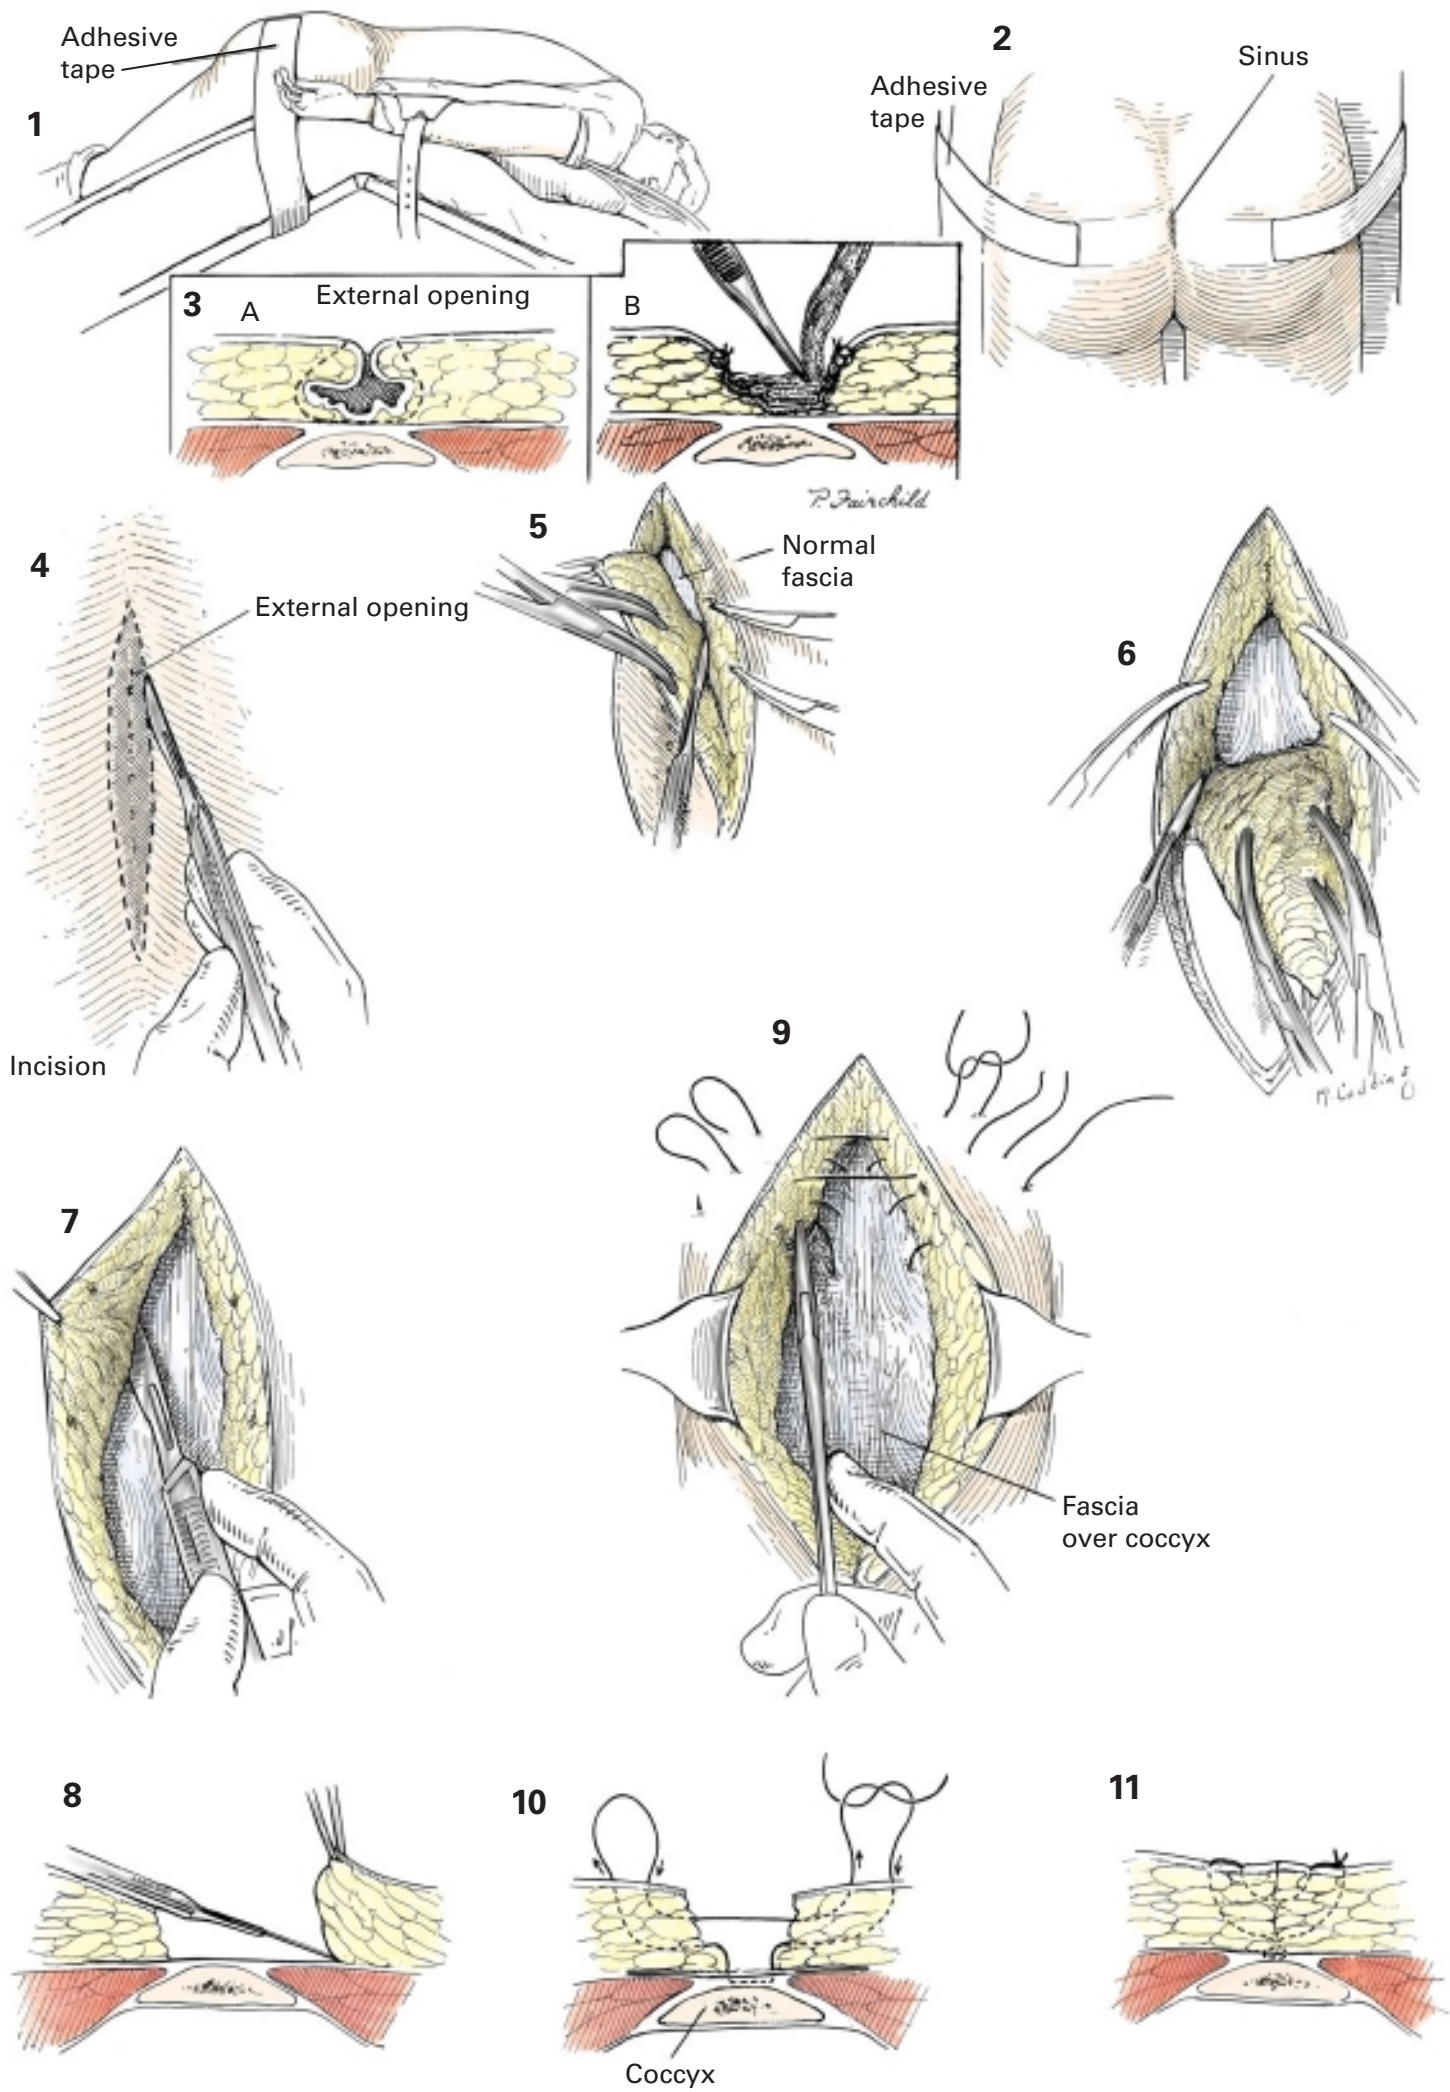 Adhesive
tape
1
2
Sinus
Adhesive
tape
3
A
External opening
B
P. Fairchild
4
External opening
Incision
5
Normal
fascia
6
7
9
Fascia
over coccyx
8
10
Coccyx
11